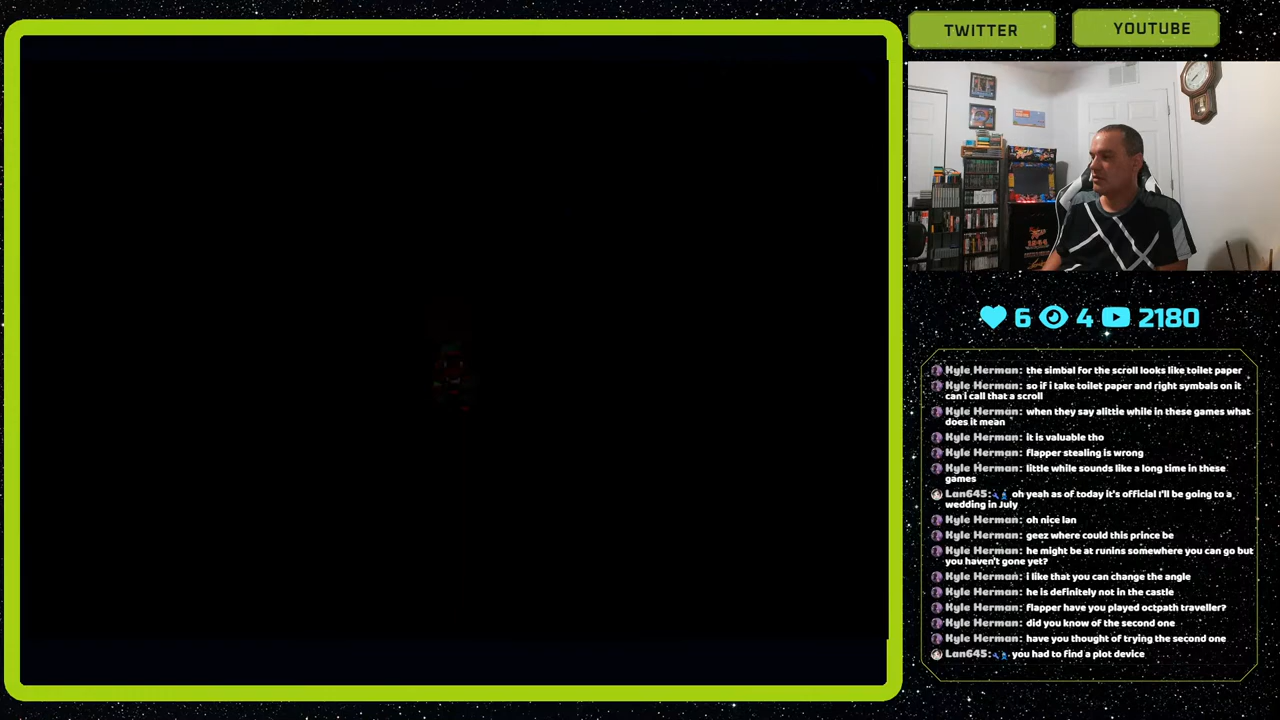 TWITTER
YOUTUBE
6 4 2180
Kyle Herman: the simbal for the scroll looks like toilet paper
Kyle Herman: so if i take toilet paper and right symbols on it
can i call that a scroll
Kyle Herman: when they say alittle while in these games what
does it mean
Kyle Herman: it is valuable tho
Kyle Herman: flapper stealing is wrong
Kyle Herman: little while sounds like a long time in these
games
Lan645: oh yeah as of today it's official I'll be going to a
wedding in July
Kyle Herman: oh nice lan
Kyle Herman: geez where could this prince be
Kyle Herman: he might be at runins somewhere you can go but
you haven't gone yet?
Kyle Herman: i like that you can change the angle
Kyle Herman: he is definitely not in the castle
Kyle Herman: flapper have you played octpath traveller?
Kyle Herman: did you know of the second one
Kyle Herman: have you thought of trying the second one
Lan645: you had to find a plot device